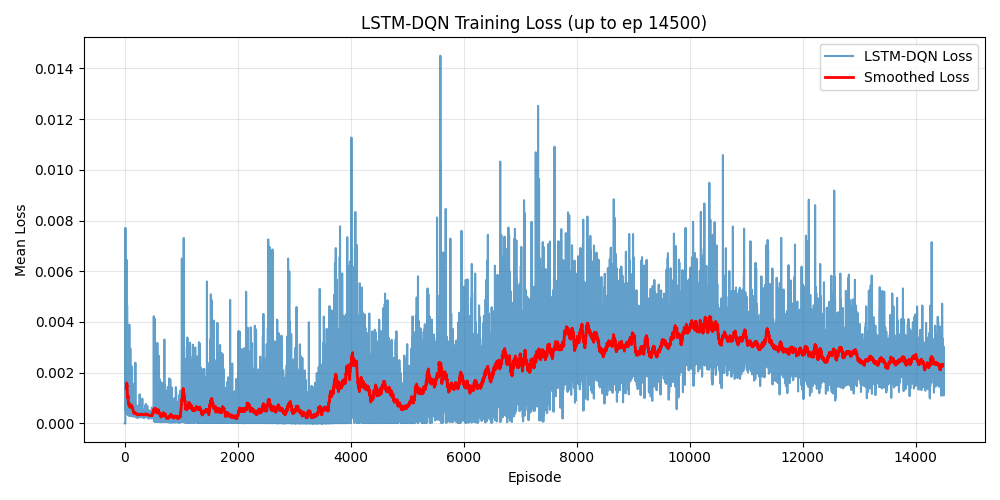 LSTM-DQN Training Loss (up to ep 14500)
LSTM-DQN Loss
Smoothed Loss
Mean Loss
0.014
0.012
0.010
0.008
0.006
0.004
0.002
0.000
0 2000 4000 6000 8000 10000 12000 14000
Episode